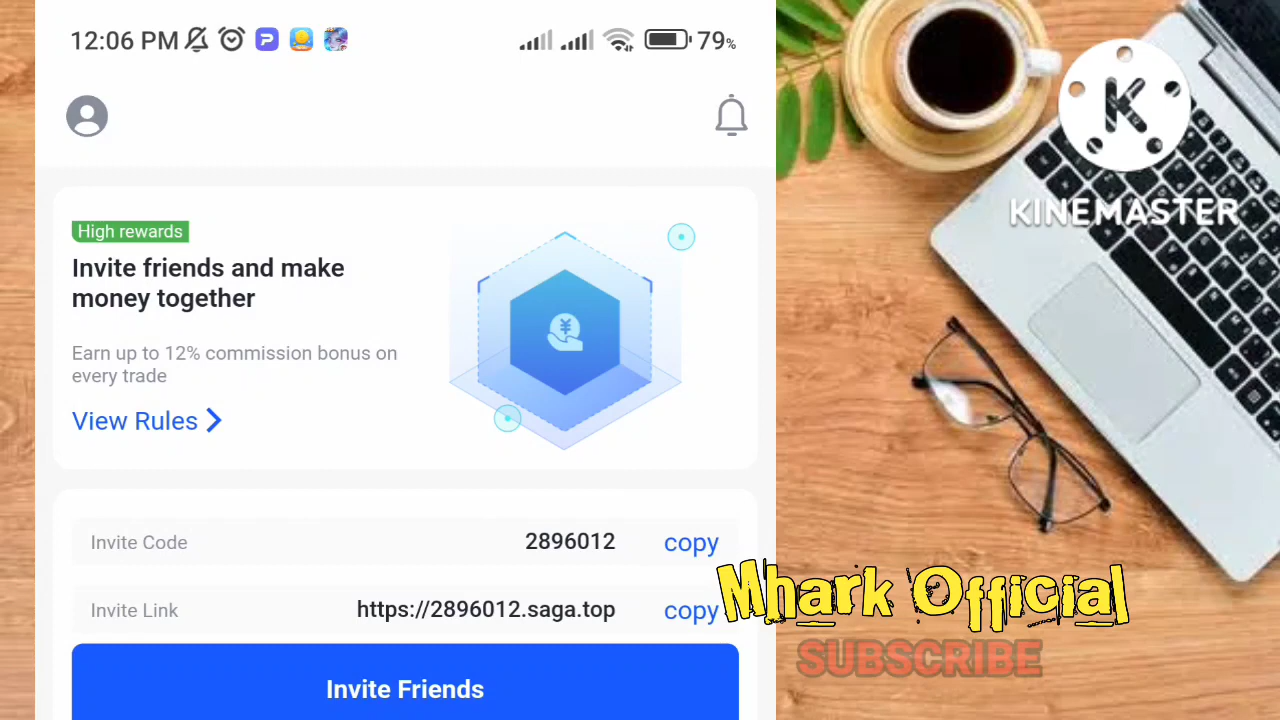 12:06 PM
79%
High rewards
Invite friends and make
money together
Earn up to 12% commission bonus on
every trade
View Rules
¥
Invite Code 2896012 copy
Invite Link https://2896012.saga.top copy
Invite Friends
K
KINEMASTER
Mhark Official
SUBSCRIBE